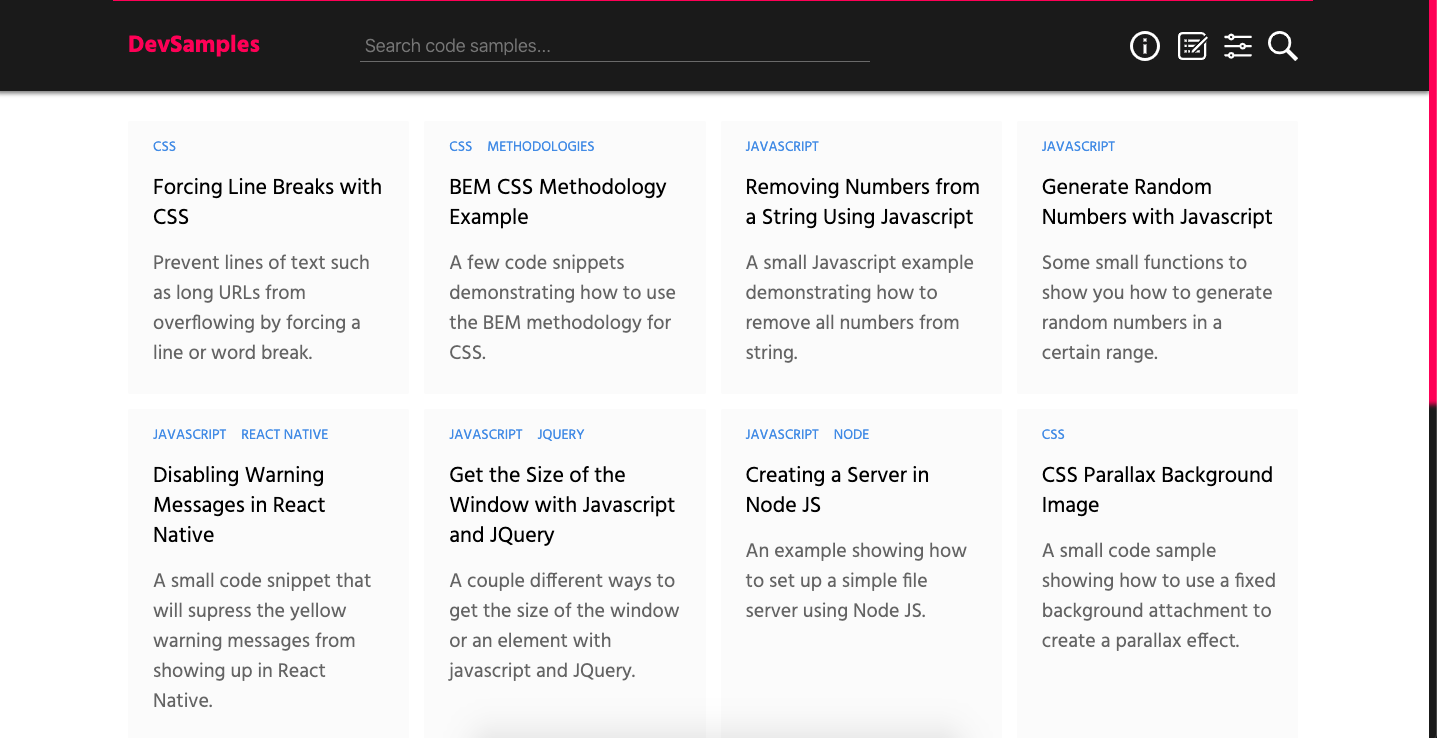 DevSamples
Search code samples...
CSS
Forcing Line Breaks with
CSS
Prevent lines of text such
as long URLs from
overflowing by forcing a
line or word break.
CSS METHODOLOGIES
BEM CSS Methodology
Example
A few code snippets
demonstrating how to use
the BEM methodology for
CSS.
JAVASCRIPT
Removing Numbers from
a String Using Javascript
A small Javascript example
demonstrating how to
remove all numbers from
string.
JAVASCRIPT
Generate Random
Numbers with Javascript
Some small functions to
show you how to generate
random numbers in a
certain range.
JAVASCRIPT REACT NATIVE
Disabling Warning
Messages in React
Native
A small code snippet that
will supress the yellow
warning messages from
showing up in React
Native.
JAVASCRIPT JQUERY
Get the Size of the
Window with Javascript
and JQuery
A couple different ways to
get the size of the window
or an element with
javascript and JQuery.
JAVASCRIPT NODE
Creating a Server in
Node JS
An example showing how
to set up a simple file
server using Node JS.
CSS
CSS Parallax Background
Image
A small code sample
showing how to use a fixed
background attachment to
create a parallax effect.